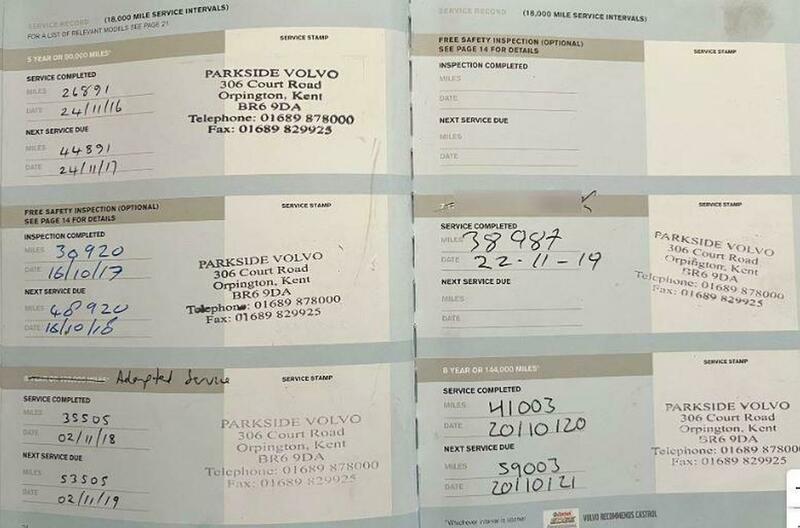 SERVICE RECORD (18,000 MILE SERVICE INTERVALS)
FOR A LIST OF RELEVANT MODELS SEE PAGE 21
5 YEAR OR 90,000 MILES*
SERVICE STAMP
SERVICE COMPLETED
MILES 26891
DATE 24/11/16
NEXT SERVICE DUE
MILES 44891
DATE 24/11/17
PARKSIDE VOLVO
306 Court Road
Orpington, Kent
BR6 9DA
Telephone: 01689 878000
Fax: 01689 829925
FREE SAFETY INSPECTION (OPTIONAL)
SEE PAGE 14 FOR DETAILS
SERVICE STAMP
INSPECTION COMPLETED
MILES 30920
DATE 16/10/17
NEXT SERVICE DUE
MILES 48920
DATE 16/10/18
PARKSIDE VOLVO
306 Court Road
Orpington, Kent
BR6 9DA
Telephone: 01689 878000
Fax: 01689 829925
Adapted Service
SERVICE STAMP
SERVICE COMPLETED
MILES 35505
DATE 02/11/18
NEXT SERVICE DUE
MILES 53505
DATE 02/11/19
PARKSIDE VOLVO
306 Court Road
Orpington, Kent
BR6 9DA
Telephone: 01689 878000
Fax: 01689 829925
SERVICE RECORD (18,000 MILE SERVICE INTERVALS)
FREE SAFETY INSPECTION (OPTIONAL)
SEE PAGE 14 FOR DETAILS
SERVICE STAMP
INSPECTION COMPLETED
MILES
DATE
NEXT SERVICE DUE
MILES
DATE
SERVICE STAMP
SERVICE COMPLETED
MILES 38987
DATE 22-11-19
NEXT SERVICE DUE
MILES
DATE
PARKSIDE VOLVO
306 Court Road
Orpington, Kent
BR6 9DA
Telephone: 01689 878000
Fax: 01689 829925
8 YEAR OR 144,000 MILES*
SERVICE STAMP
SERVICE COMPLETED
MILES 41003
DATE 20/10/20
NEXT SERVICE DUE
MILES 59003
DATE 20/10/21
PARKSIDE VOLVO
306 Court Road
Orpington, Kent
BR6 9DA
Telephone: 01689 878000
Fax: 01689 829925
*Whichever interval is sooner
VOLVO RECOMMENDS CASTROL